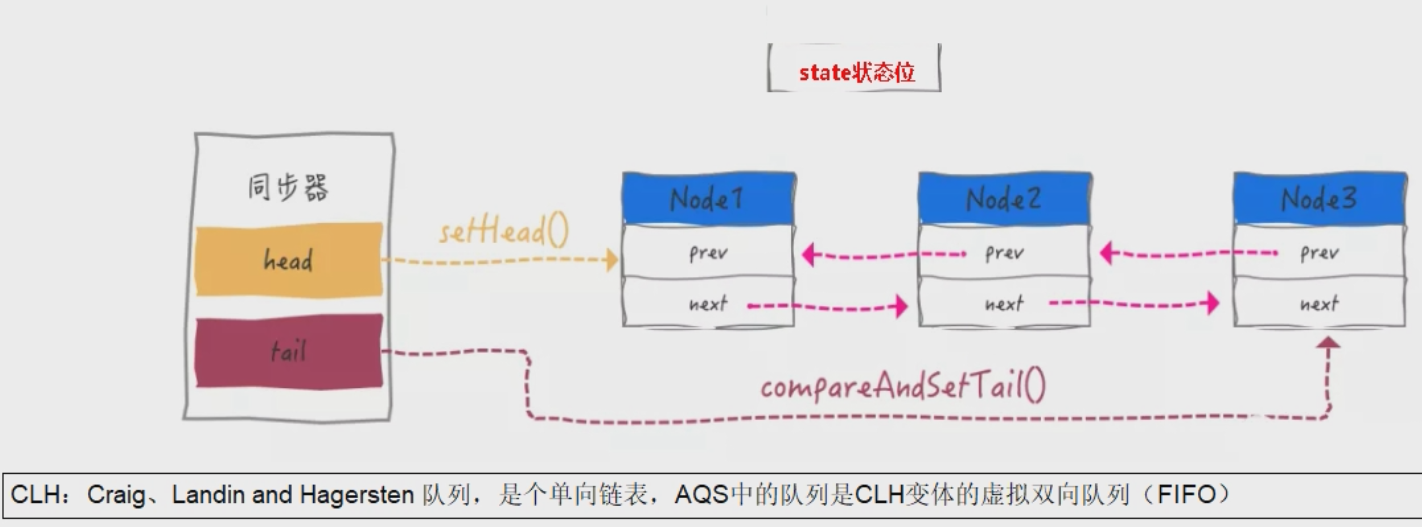 state状态位
同步器
head
tail
setHead()
Node1
prev
next
Node2
prev
next
Node3
prev
next
compareAndSetTail()
CLH：Craig、Landin and Hagersten 队列，是个单向链表，AQS中的队列是CLH变体的虚拟双向队列（FIFO）